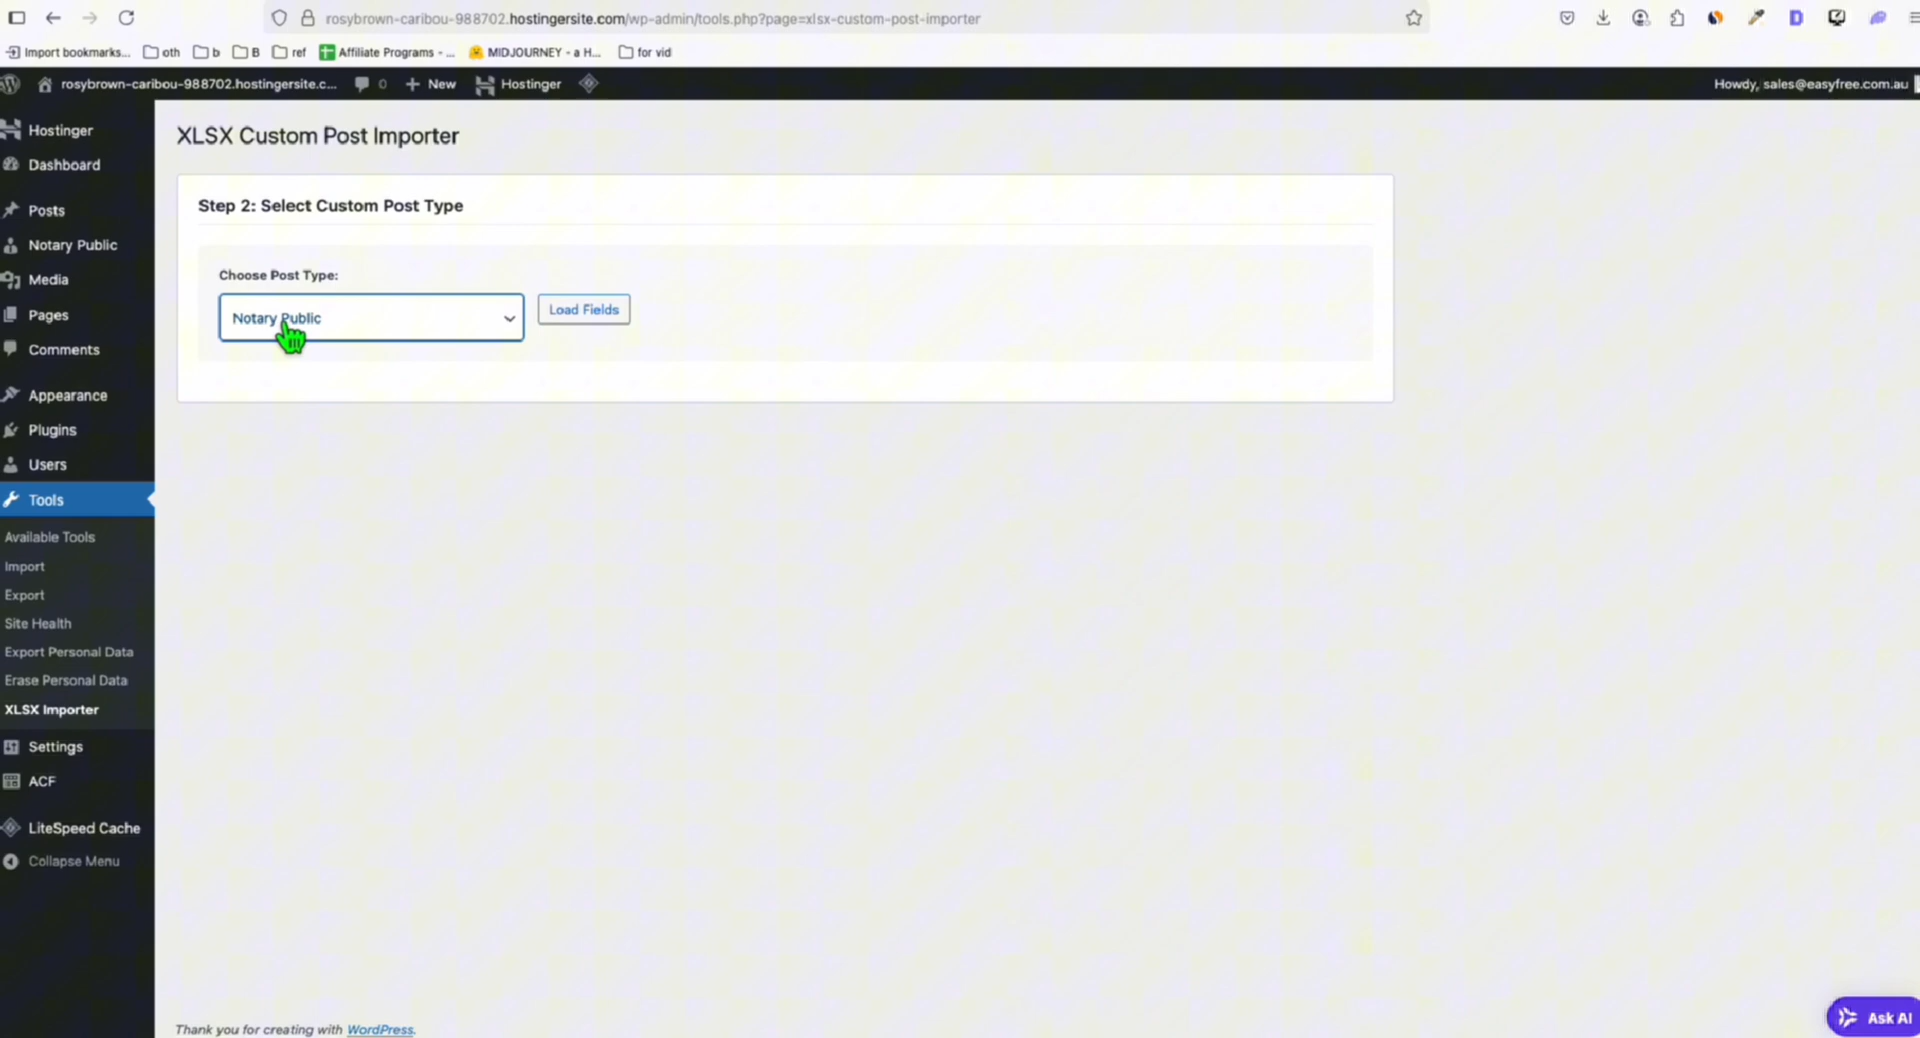 rosybrown-caribou-988702.hostingersite.com/wp-admin/tools.php?page=xlsx-custom-post-importer
Import bookmarks... oth b B ref Affiliate Programs - ... MIDJOURNEY - a H... for vid
rosybrown-caribou-988702.hostingersite.c... 0 + New Hostinger Howdy, sales@easyfree.com.au
Hostinger
Dashboard
Posts
Notary Public
Media
Pages
Comments
Appearance
Plugins
Users
Tools
Available Tools
Import
Export
Site Health
Export Personal Data
Erase Personal Data
XLSX Importer
Settings
ACF
LiteSpeed Cache
Collapse Menu
XLSX Custom Post Importer
Step 2: Select Custom Post Type
Choose Post Type:
Notary Public
Load Fields
Thank you for creating with WordPress.
Ask AI